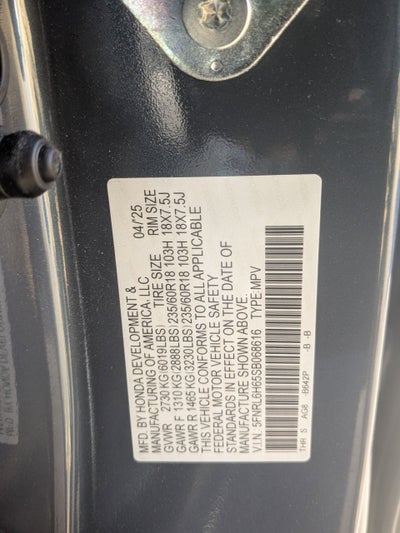 MFD. BY HONDA DEVELOPMENT &
MANUFACTURING OF AMERICA, LLC 04/'25
GVWR 2730 KG(6019LBS) TIRE SIZE RIM SIZE
GAWR F 1310 KG(2888LBS)235/60R18 103H 18X7.5J
GAWR R 1465 KG(3230LBS)235/60R18 103H 18X7.5J
THIS VEHICLE CONFORMS TO ALL APPLICABLE
FEDERAL MOTOR VEHICLE SAFETY
STANDARDS IN EFFECT ON THE DATE OF
MANUFACTURE SHOWN ABOVE.
V.I.N. 5FNRL6H65SB068616 TYPE:MPV
THR S AG8 -B642P -B -B